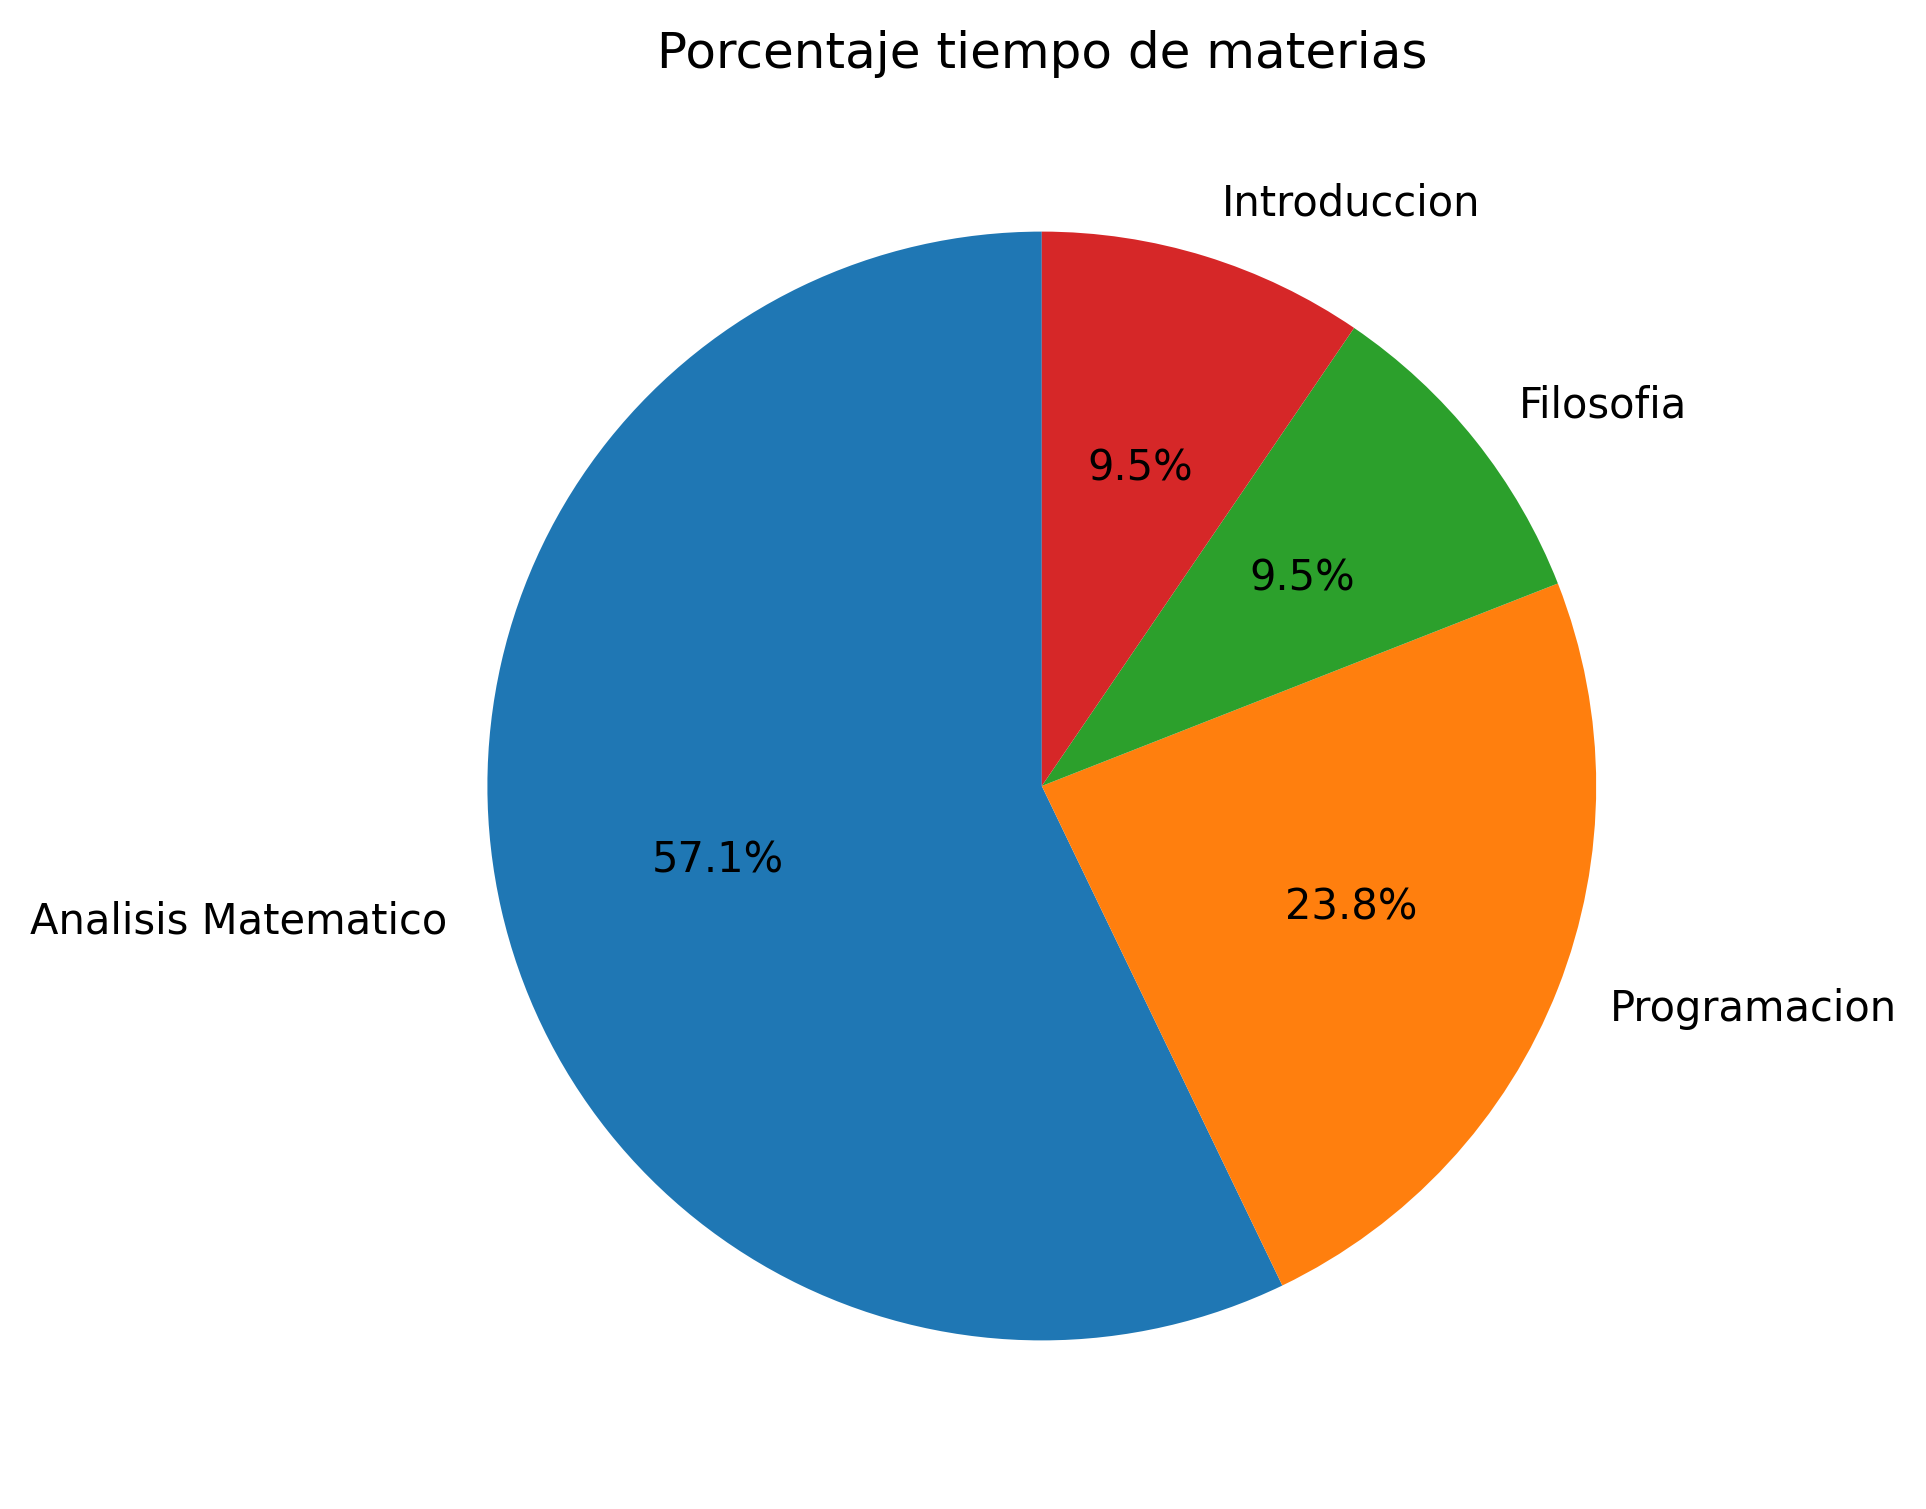 Porcentaje tiempo de materias
Introduccion
Filosofia
9.5%
9.5%
57.1%
23.8%
Analisis Matematico
Programacion